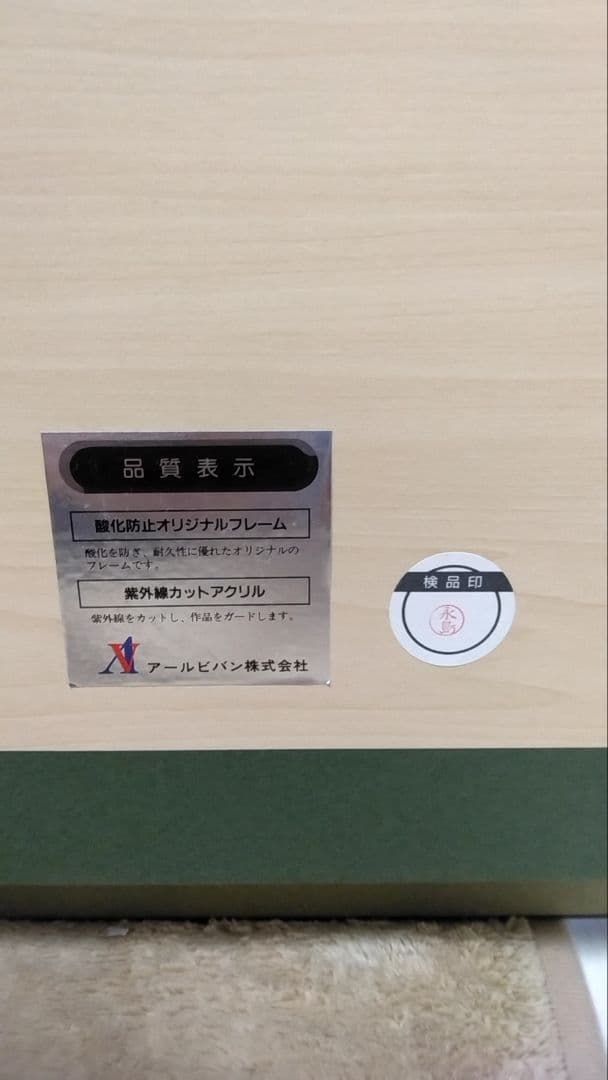 品質表示
酸化防止オリジナルフレーム
酸化を防ぎ、耐久性に優れたオリジナルの
フレームです。
紫外線カットアクリル
紫外線をカットし、作品をガードします。
アールビバン株式会社
検品印
永島